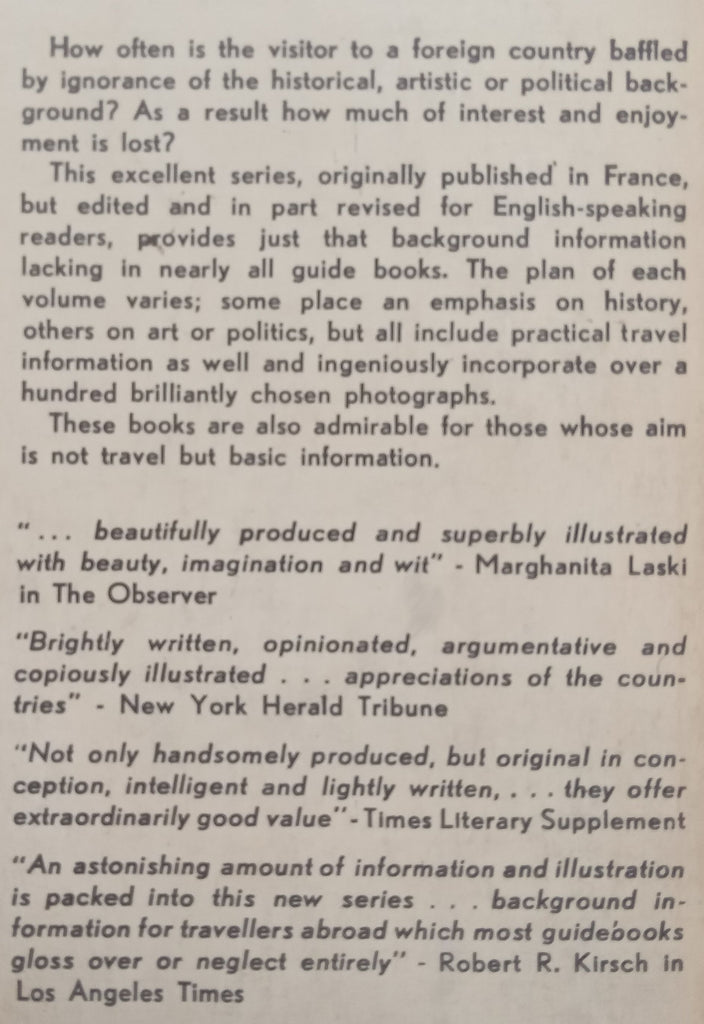 How often is the visitor to a foreign country baffled
by ignorance of the historical, artistic or political back-
ground? As a result how much of interest and enjoy-
ment is lost?
This excellent series, originally published in France,
but edited and in part revised for English-speaking
readers, provides just that background information
lacking in nearly all guide books. The plan of each
volume varies; some place an emphasis on history,
others on art or politics, but all include practical travel
information as well and ingeniously incorporate over a
hundred brilliantly chosen photographs.
These books are also admirable for those whose aim
is not travel but basic information.
"... beautifully produced and superbly illustrated
with beauty, imagination and wit" - Marghanita Laski
in The Observer
"Brightly written, opinionated, argumentative and
copiously illustrated . . . appreciations of the coun-
tries" - New York Herald Tribune
"Not only handsomely produced, but original in con-
ception, intelligent and lightly written, . . . they offer
extraordinarily good value" - Times Literary Supplement
"An astonishing amount of information and illustration
is packed into this new series . . . background in-
formation for travellers abroad which most guidebooks
gloss over or neglect entirely" - Robert R. Kirsch in
Los Angeles Times